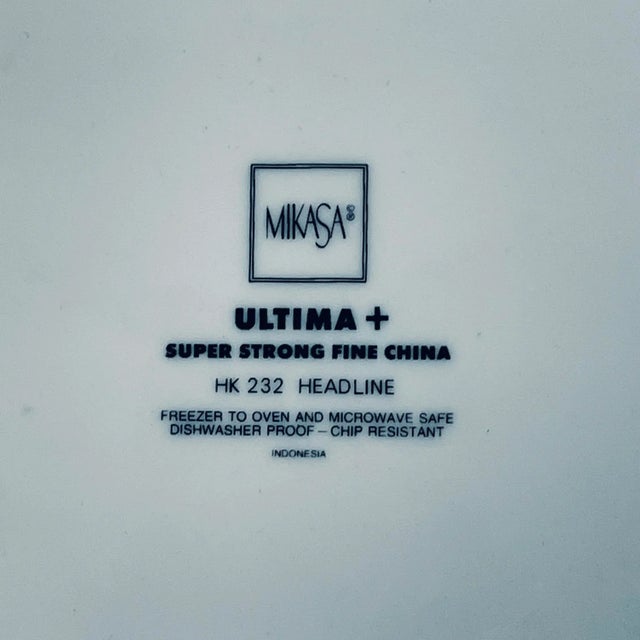 MIKASA®©
ULTIMA +
SUPER STRONG FINE CHINA
HK 232 HEADLINE
FREEZER TO OVEN AND MICROWAVE SAFE
DISHWASHER PROOF – CHIP RESISTANT
INDONESIA